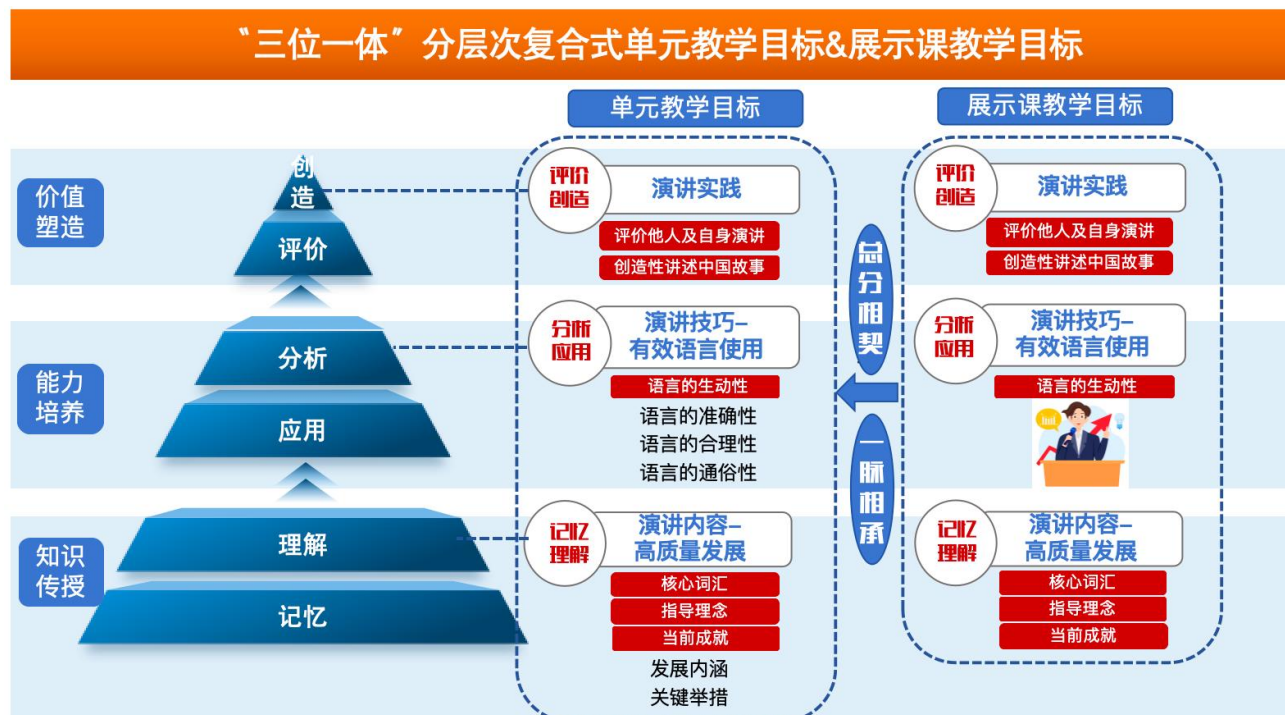 “三位一体”分层次复合式单元教学目标&展示课教学目标
单元教学目标
展示课教学目标
价值
塑造
创
造
评价
评价
创造
演讲实践
评价他人及自身演讲
创造性讲述中国故事
评价
创造
演讲实践
评价他人及自身演讲
创造性讲述中国故事
总分相契
能力
培养
分析
应用
分析
应用
演讲技巧–
有效语言使用
语言的生动性
语言的准确性
语言的合理性
语言的通俗性
分析
应用
演讲技巧–
有效语言使用
语言的生动性
一脉相承
知识
传授
理解
记忆
记忆
理解
演讲内容–
高质量发展
核心词汇
指导理念
当前成就
发展内涵
关键举措
记忆
理解
演讲内容–
高质量发展
核心词汇
指导理念
当前成就